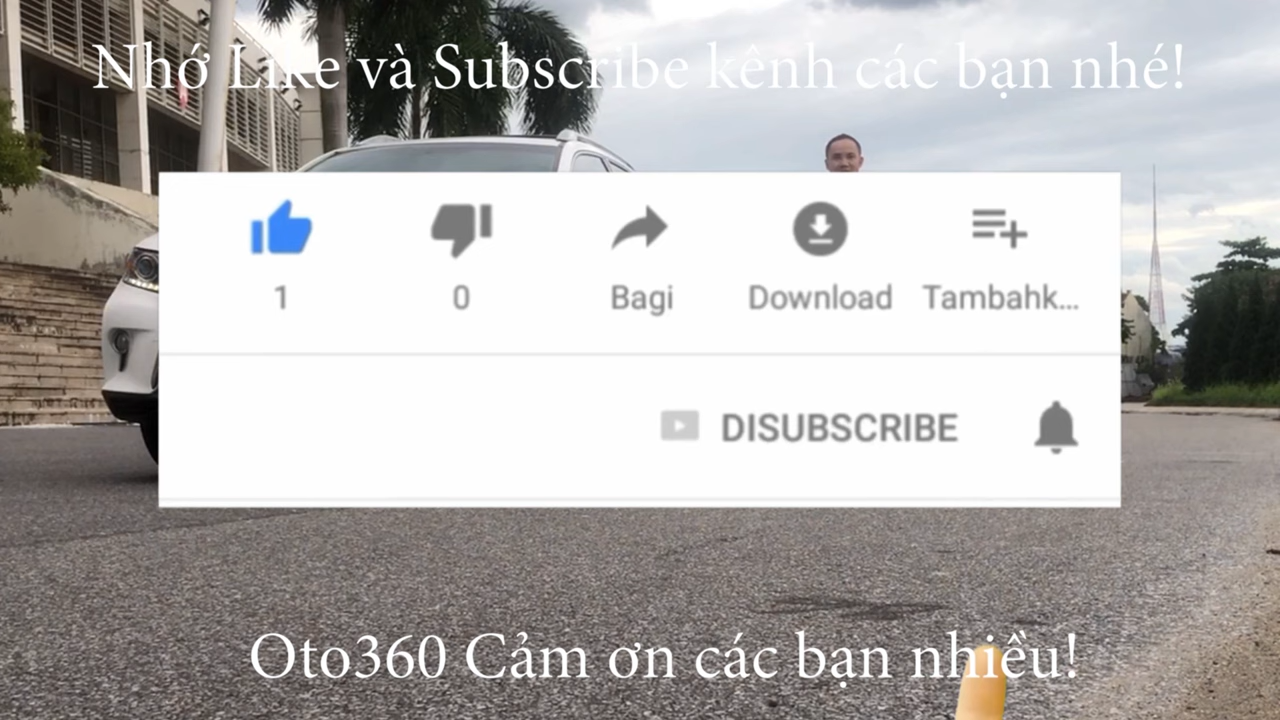 Nhớ Like và Subscribe kênh các bạn nhé!
1 0 Bagi Download Tambahk...
DISUBSCRIBE
Oto360 Cảm ơn các bạn nhiều!